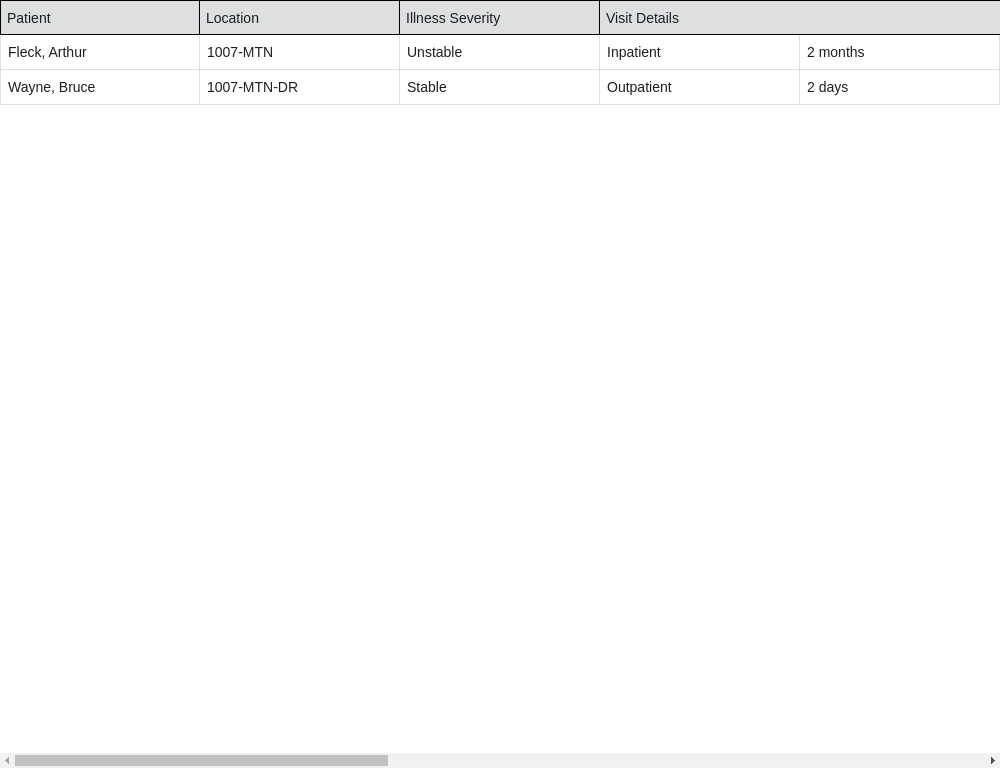 Patient Location Illness Severity Visit Details
Fleck, Arthur 1007-MTN Unstable Inpatient 2 months
Wayne, Bruce 1007-MTN-DR Stable Outpatient 2 days